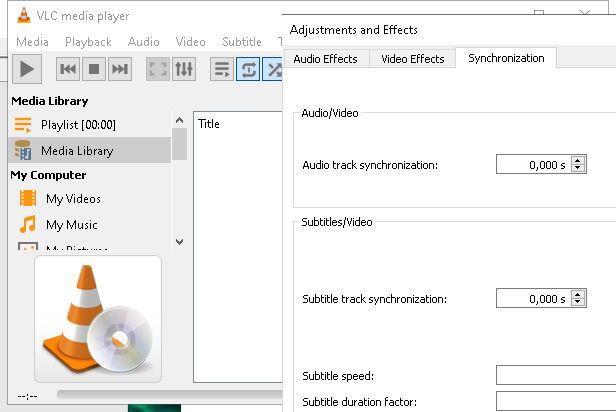 VLC media player
Media Playback Audio Video Subtitle
Media Library
Playlist [00:00]
Media Library
My Computer
My Videos
My Music
My Pictures
Title
--:--
Adjustments and Effects
Audio Effects Video Effects Synchronization
Audio/Video
Audio track synchronization: 0,000 s
Subtitles/Video
Subtitle track synchronization: 0,000 s
Subtitle speed:
Subtitle duration factor: